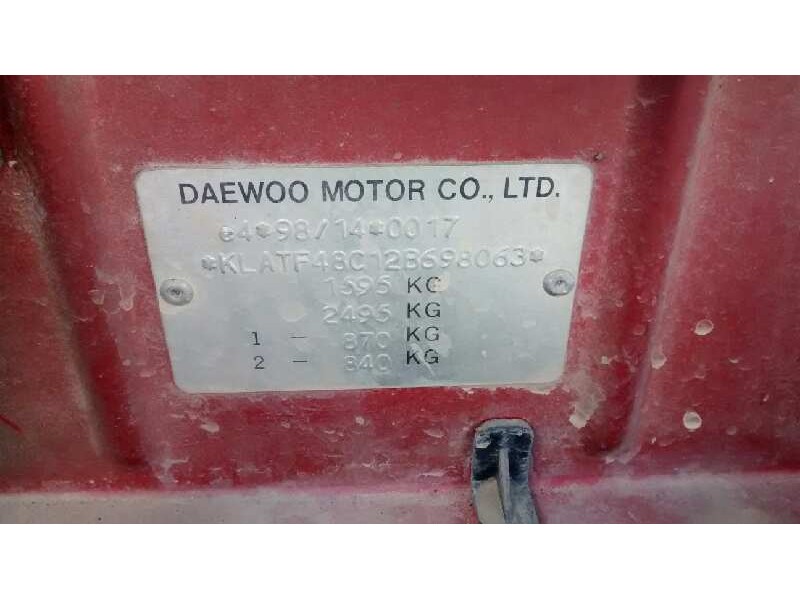 DAEWOO MOTOR CO., LTD.
e4*98/14*0017
*KLATF48C12B698063*
1595 KG
2495 KG
1 - 870 KG
2 - 840 KG